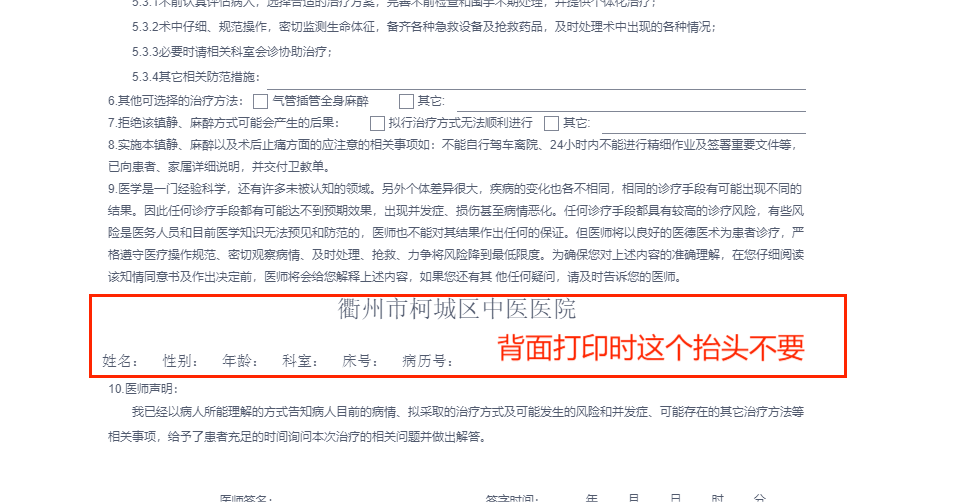 5.3.1术前认真评估病人，选择合适的治疗方案，完善术前检查和围手术期处理，并提供个体化治疗；
5.3.2术中仔细、规范操作，密切监测生命体征，备齐各种急救设备及抢救药品，及时处理术中出现的各种情况；
5.3.3必要时请相关科室会诊协助治疗；
5.3.4其它相关防范措施：
6.其他可选择的治疗方法： 气管插管全身麻醉 其它:
7.拒绝该镇静、麻醉方式可能会产生的后果： 拟行治疗方式无法顺利进行 其它:
8.实施本镇静、麻醉以及术后止痛方面的应注意的相关事项如：不能自行驾车离院、24小时内不能进行精细作业及签署重要文件等，
已向患者、家属详细说明，并交付卫教单。
9.医学是一门经验科学，还有许多未被认知的领域。另外个体差异很大，疾病的变化也各不相同，相同的诊疗手段有可能出现不同的
结果。因此任何诊疗手段都有可能达不到预期效果，出现并发症、损伤甚至病情恶化。任何诊疗手段都具有较高的诊疗风险，有些风
险是医务人员和目前医学知识无法预见和防范的，医师也不能对其结果作出任何的保证。但医师将以良好的医德医术为患者诊疗，严
格遵守医疗操作规范、密切观察病情、及时处理、抢救、力争将风险降到最低限度。为确保您对上述内容的准确理解，在您仔细阅读
该知情同意书及作出决定前，医师将会给您解释上述内容，如果您还有其 他任何疑问，请及时告诉您的医师。
衢州市柯城区中医医院
背面打印时这个抬头不要
姓名： 性别： 年龄： 科室： 床号： 病历号：
10.医师声明：
我已经以病人所能理解的方式告知病人目前的病情、拟采取的治疗方式及可能发生的风险和并发症、可能存在的其它治疗方法等
相关事项，给予了患者充足的时间询问本次治疗的相关问题并做出解答。
医师签名： 签字时间： 年 月 日 时 分